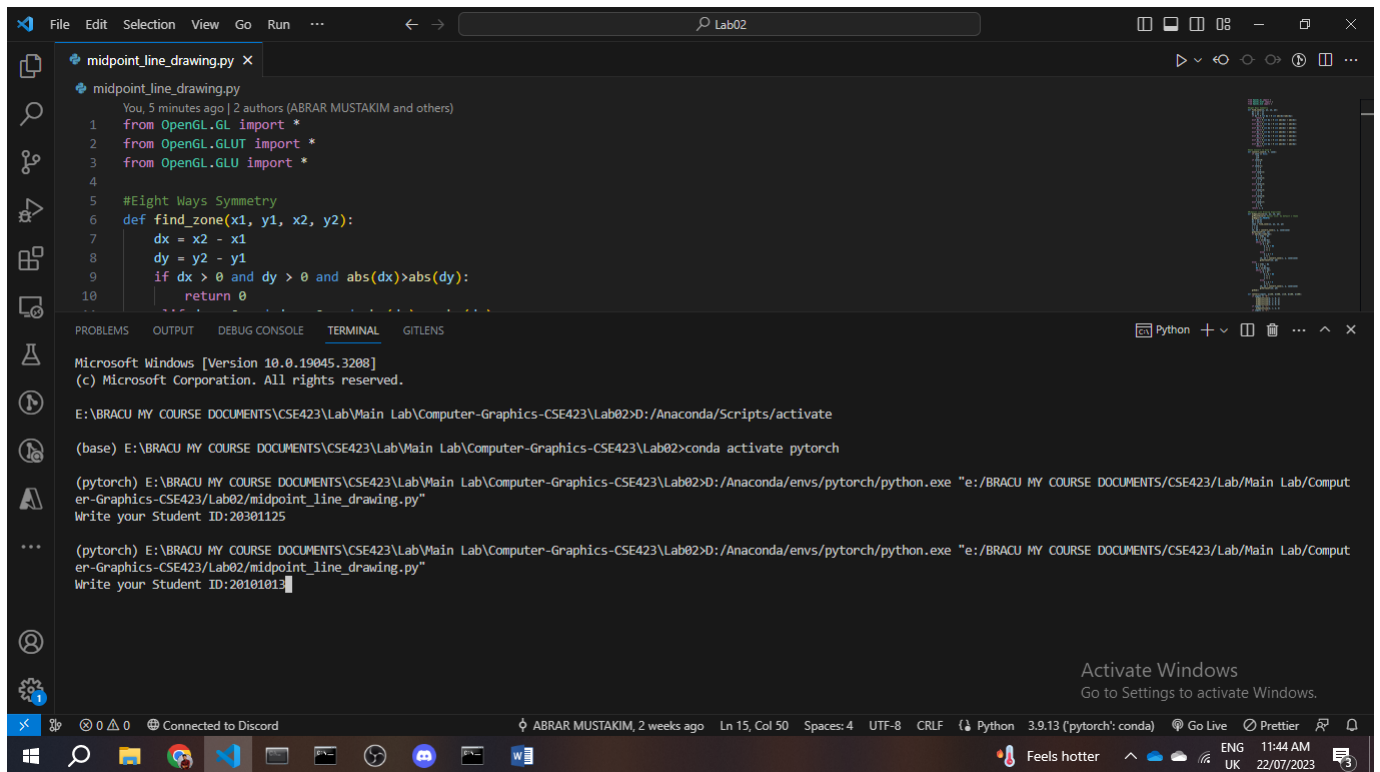 File Edit Selection View Go Run ··· ← → Lab02
midpoint_line_drawing.py
midpoint_line_drawing.py
You, 5 minutes ago | 2 authors (ABRAR MUSTAKIM and others)
1 from OpenGL.GL import *
2 from OpenGL.GLUT import *
3 from OpenGL.GLU import *
4
5 #Eight Ways Symmetry
6 def find_zone(x1, y1, x2, y2):
7 dx = x2 - x1
8 dy = y2 - y1
9 if dx > 0 and dy > 0 and abs(dx)>abs(dy):
10 return 0
PROBLEMS OUTPUT DEBUG CONSOLE TERMINAL GITLENS Python
Microsoft Windows [Version 10.0.19045.3208]
(c) Microsoft Corporation. All rights reserved.
E:\BRACU MY COURSE DOCUMENTS\CSE423\Lab\Main Lab\Computer-Graphics-CSE423\Lab02>D:/Anaconda/Scripts/activate
(base) E:\BRACU MY COURSE DOCUMENTS\CSE423\Lab\Main Lab\Computer-Graphics-CSE423\Lab02>conda activate pytorch
(pytorch) E:\BRACU MY COURSE DOCUMENTS\CSE423\Lab\Main Lab\Computer-Graphics-CSE423\Lab02>D:/Anaconda/envs/pytorch/python.exe "e:/BRACU MY COURSE DOCUMENTS/CSE423/Lab/Main Lab/Comput
er-Graphics-CSE423/Lab02/midpoint_line_drawing.py"
Write your Student ID:20301125
(pytorch) E:\BRACU MY COURSE DOCUMENTS\CSE423\Lab\Main Lab\Computer-Graphics-CSE423\Lab02>D:/Anaconda/envs/pytorch/python.exe "e:/BRACU MY COURSE DOCUMENTS/CSE423/Lab/Main Lab/Comput
er-Graphics-CSE423/Lab02/midpoint_line_drawing.py"
Write your Student ID:20101013
Activate Windows
Go to Settings to activate Windows.
1
0 0 Connected to Discord ABRAR MUSTAKIM, 2 weeks ago Ln 15, Col 50 Spaces: 4 UTF-8 CRLF Python 3.9.13 ('pytorch': conda) Go Live Prettier
Feels hotter ENG 11:44 AM
UK 22/07/2023 3